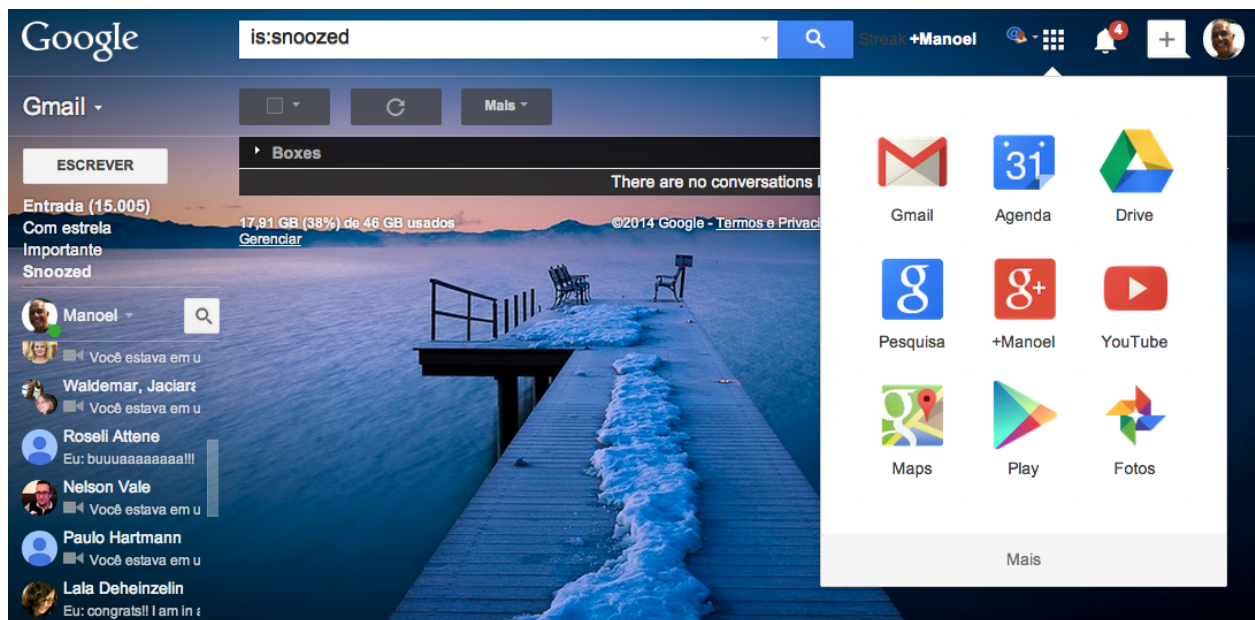 Google
is:snoozed
Streak +Manoel
4
Gmail
Mais
ESCREVER
Boxes
There are no conversations
Entrada (15.005)
Com estrela
Importante
Snoozed
17,91 GB (38%) de 46 GB usados
Gerenciar
©2014 Google - Termos e Privaci
Manoel
Você estava em u
Waldemar, Jaciara
Você estava em u
Roseli Attene
Eu: buuuaaaaaaaa!!!
Nelson Vale
Você estava em u
Paulo Hartmann
Você estava em u
Lala Deheinzelin
Eu: congrats!! I am in a
31
Gmail
Agenda
Drive
g
g+
Pesquisa
+Manoel
YouTube
g
Maps
Play
Fotos
Mais